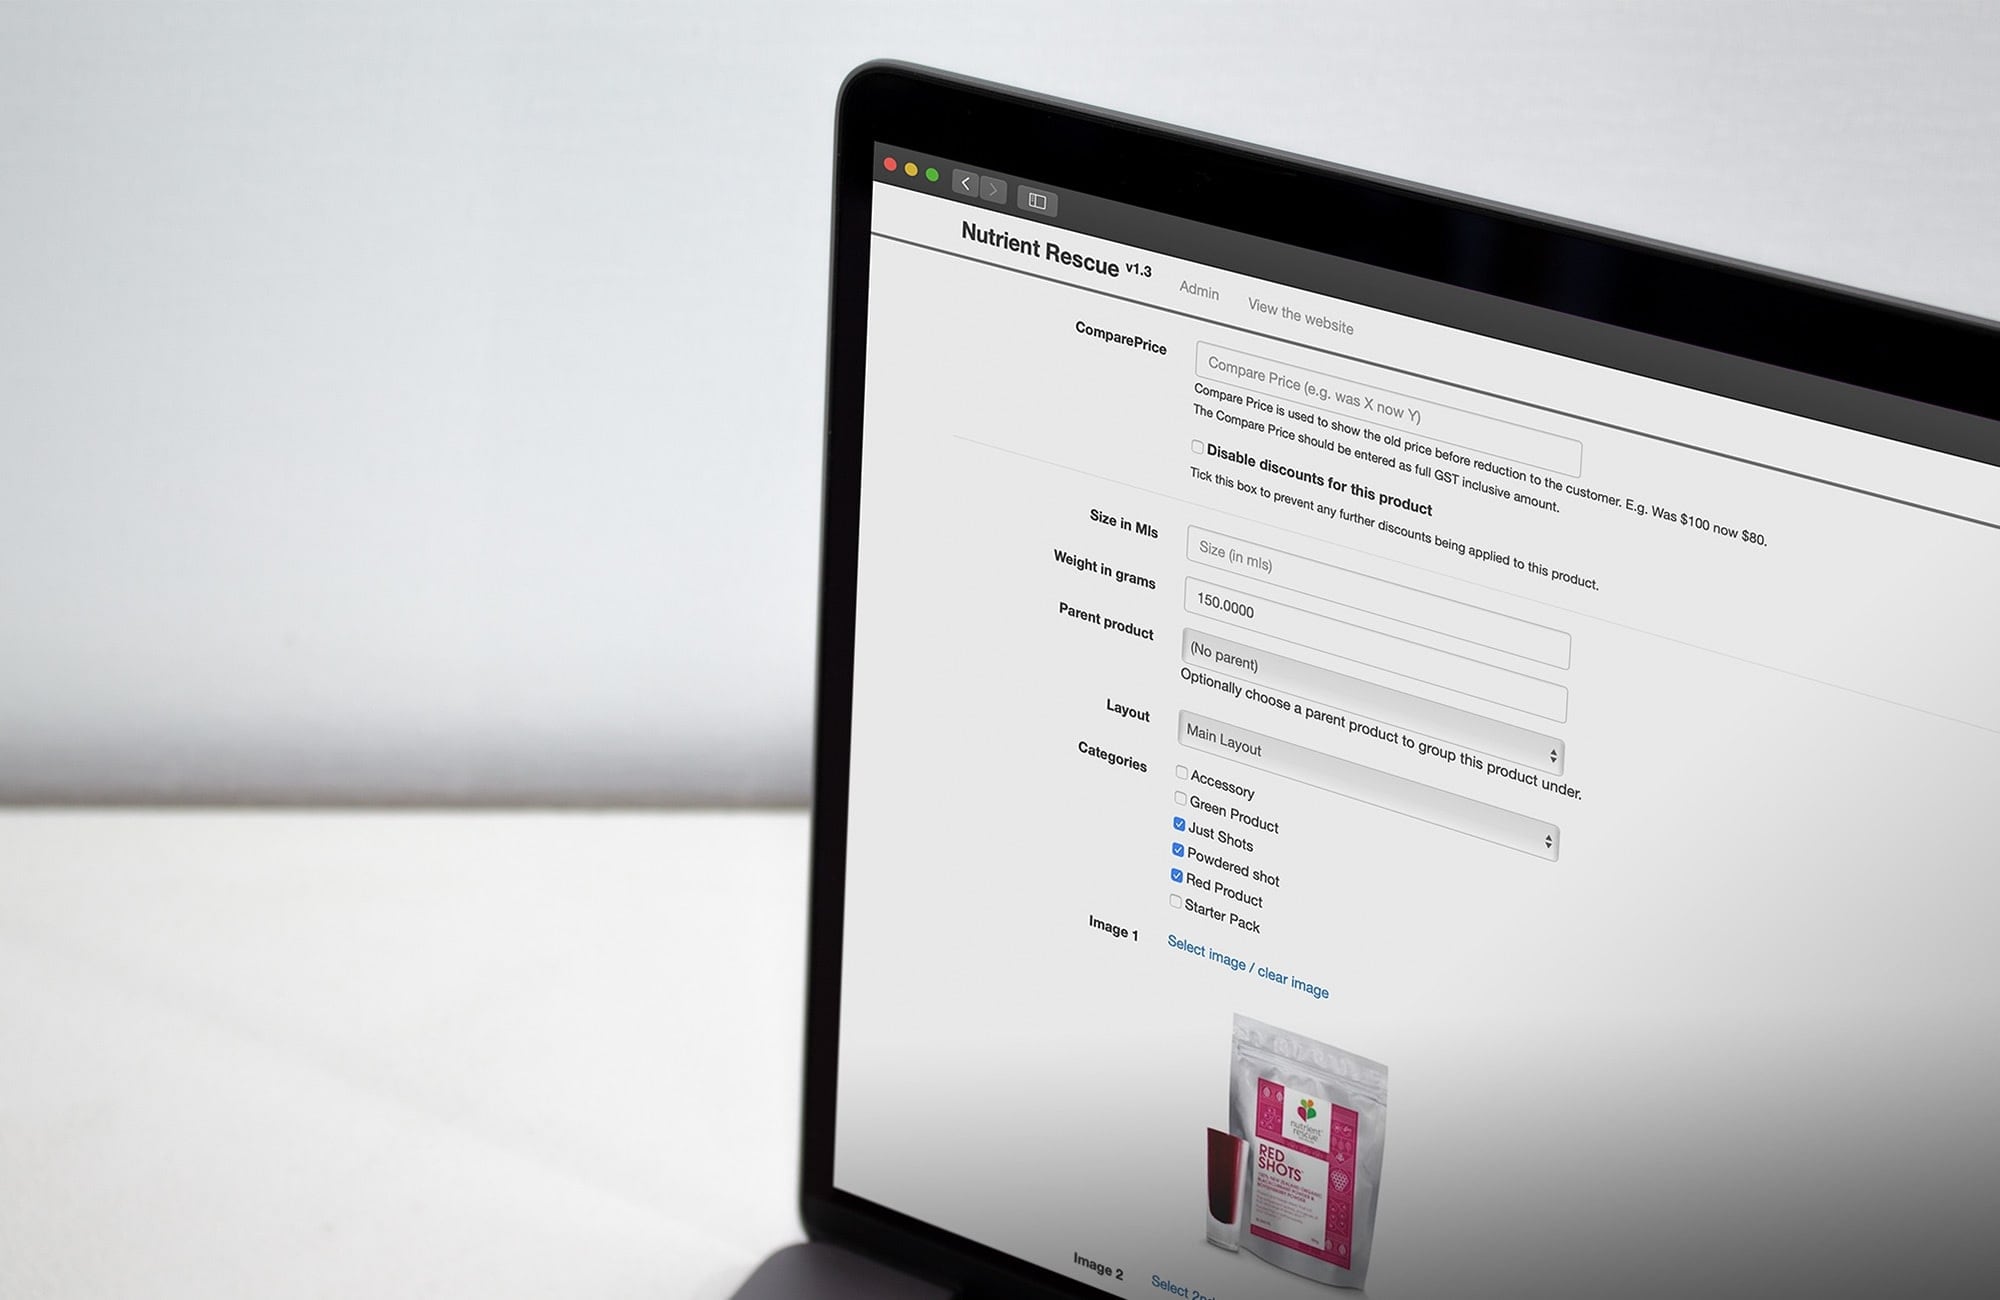 Nutrient Rescue v1.3
Admin
View the website
ComparePrice
Compare Price (e.g. was X now Y)
Compare Price is used to show the old price before reduction to the customer. E.g. Was $100 now $80.
The Compare Price should be entered as full GST inclusive amount.
Disable discounts for this product
Tick this box to prevent any further discounts being applied to this product.
Size in Mls
Size (in mls)
Weight in grams
150.0000
Parent product
(No parent)
Optionally choose a parent product to group this product under.
Layout
Main Layout
Categories
Accessory
Green Product
Just Shots
Powdered shot
Red Product
Starter Pack
Image 1
Select image / clear image
nutrient
rescue
RED
SHOTS
Image 2
Select